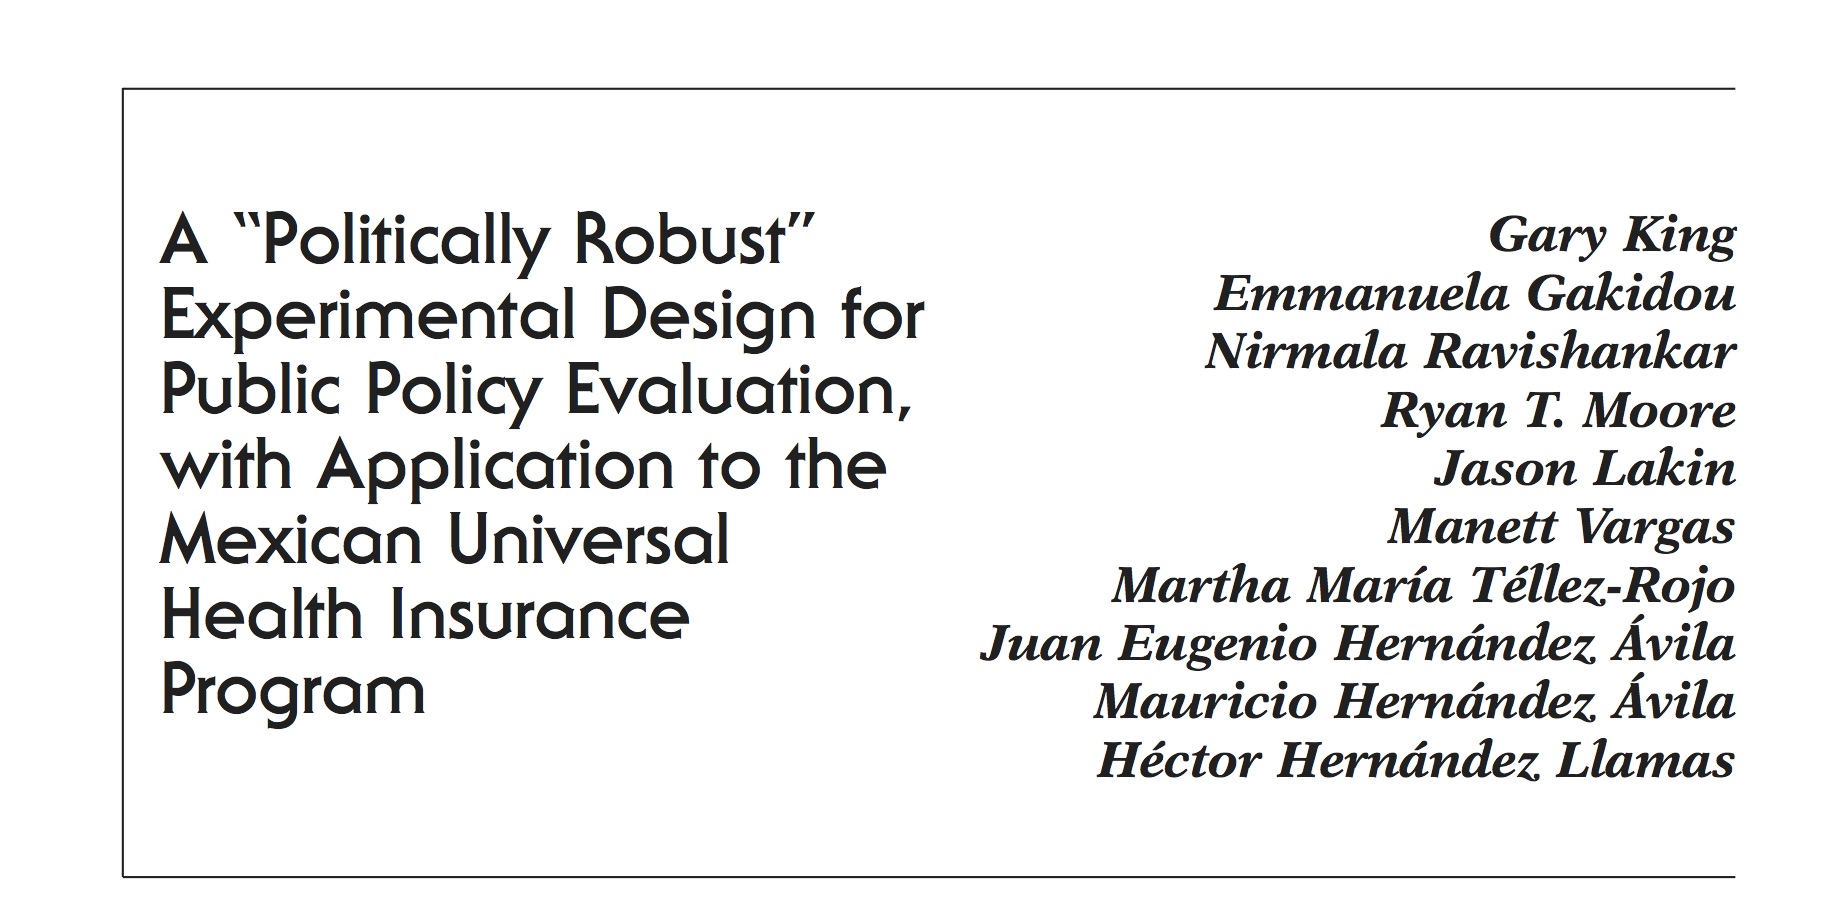 A “Politically Robust”
Experimental Design for
Public Policy Evaluation,
with Application to the
Mexican Universal
Health Insurance
Program
Gary King
Emmanuela Gakidou
Nirmala Ravishankar
Ryan T. Moore
Jason Lakin
Manett Vargas
Martha María Téllez-Rojo
Juan Eugenio Hernández Ávila
Mauricio Hernández Ávila
Héctor Hernández Llamas